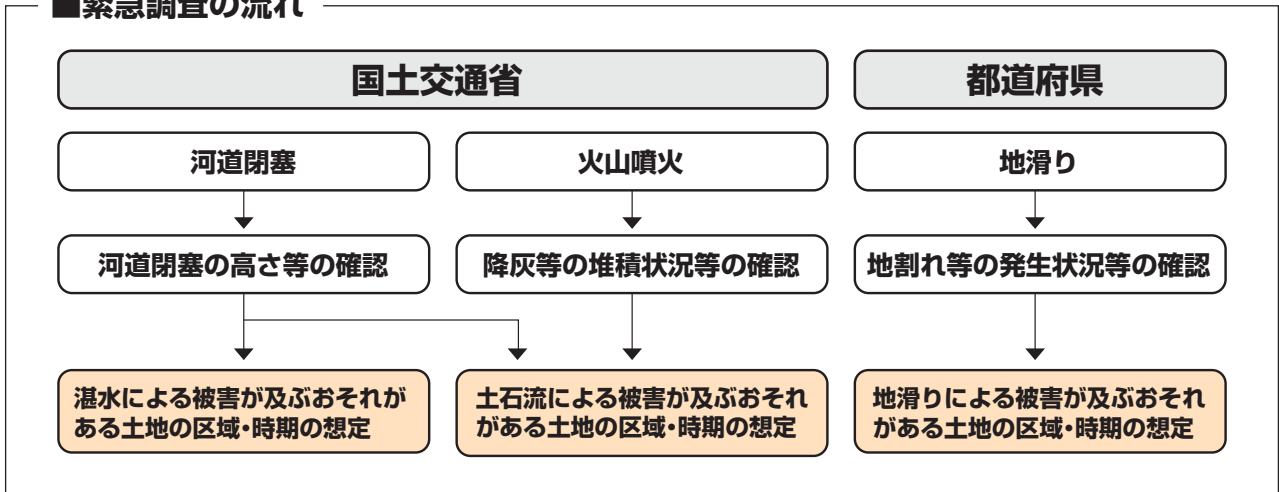 ■緊急調査の流れ
国土交通省
都道府県
河道閉塞
火山噴火
地滑り
河道閉塞の高さ等の確認
降灰等の堆積状況等の確認
地割れ等の発生状況等の確認
湛水による被害が及ぶおそれが
ある土地の区域・時期の想定
土石流による被害が及ぶおそれ
がある土地の区域・時期の想定
地滑りによる被害が及ぶおそれ
がある土地の区域・時期の想定